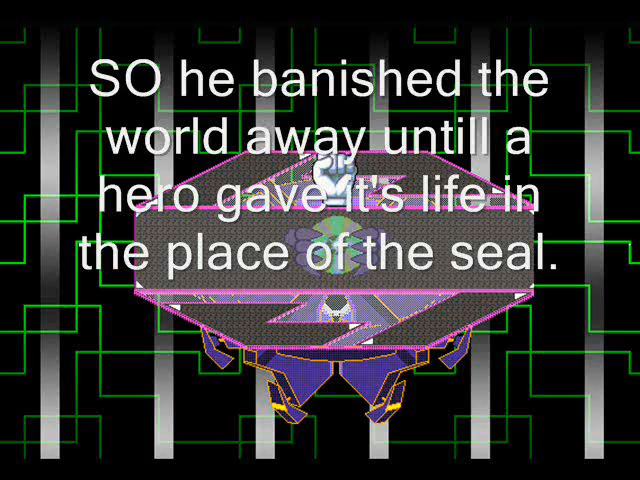 SO he banished the
world away untill a
hero gave it's life in
the place of the seal.